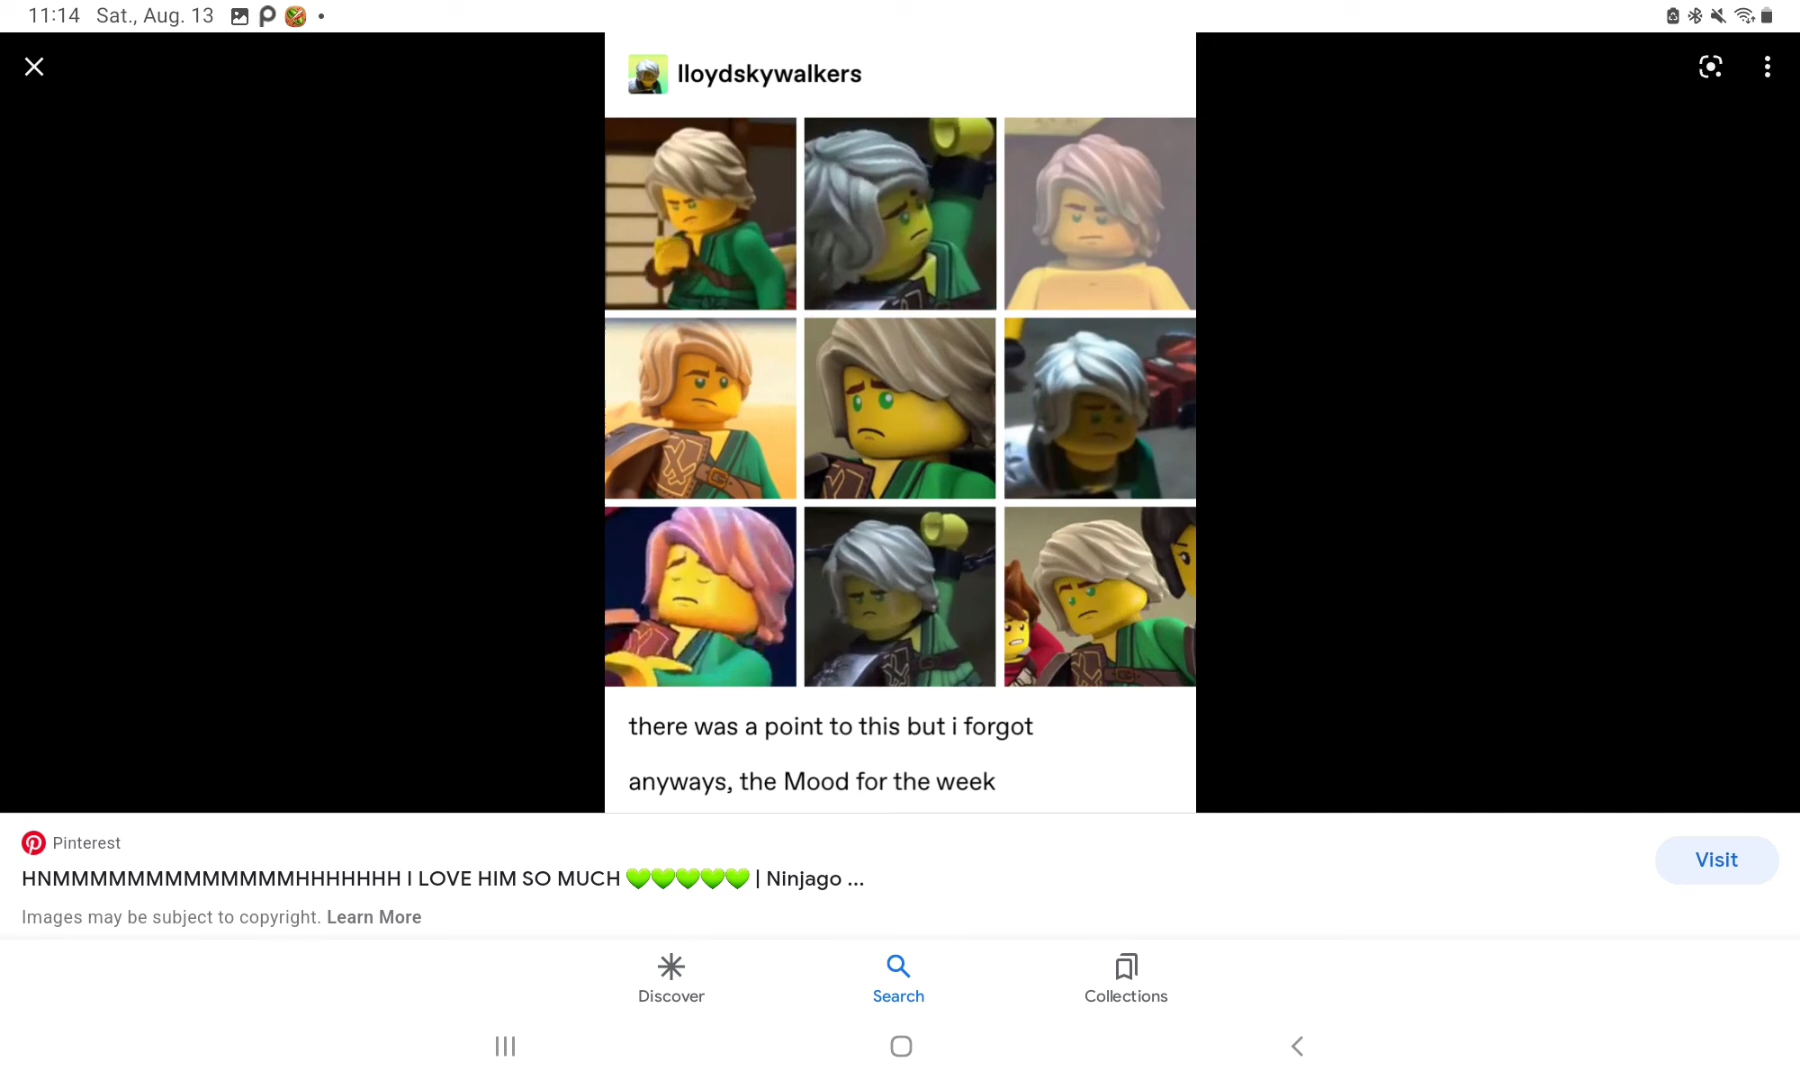 11:14 Sat., Aug. 13
lloydskywalkers
there was a point to this but i forgot
anyways, the Mood for the week
Pinterest
HNMMMMMMMMMMMMMHHHHHHH I LOVE HIM SO MUCH 💚💚💚💚💚 | Ninjago ...
Images may be subject to copyright. Learn More
Visit
Discover
Search
Collections